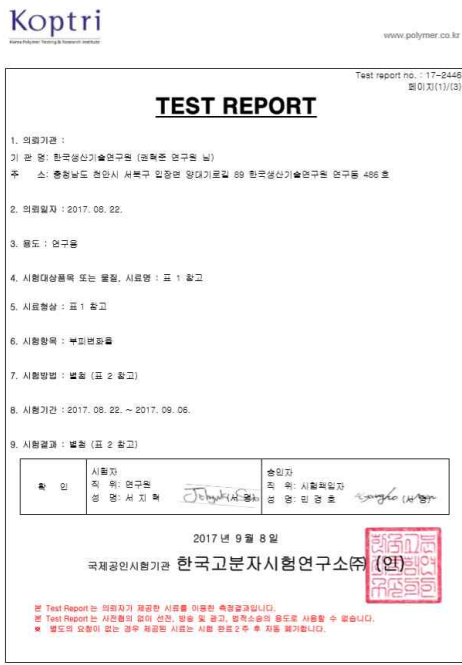 Koptri
Korea Polymer Testing & Research Institute
www.polymer.co.kr
Test report no. : 17-2446
페이지(1)/(3)
TEST REPORT
1. 의뢰기관 :
기 관 명: 한국생산기술연구원 (권혁준 연구원 님)
주 소: 충청남도 천안시 서북구 입장면 양대기로길 89 한국생산기술연구원 연구동 486호
2. 의뢰일자 : 2017. 08. 22.
3. 용도 : 연구용
4. 시험대상품목 또는 물질, 시료명 : 표 1 참고
5. 시료형상 : 표1 참고
6. 시험항목 : 부피변화율
7. 시험방법 : 별첨 (표 2 참고)
8. 시험기간 : 2017. 08. 22. ~ 2017. 09. 06.
9. 시험결과 : 별첨 (표 2 참고)
확 인
시험자
직 위: 연구원
성 명: 서 지 혁 (서 명)
승인자
직 위: 시험책임자
성 명: 민 경 호 (서 명)
2017 년 9 월 8 일
국제공인시험기관 한국고분자시험연구소㈜ (인)
본 Test Report 는 의뢰자가 제공한 시료를 이용한 측정결과입니다.
본 Test Report 는 사전협의 없이 선전, 방송 및 광고, 법적소송의 용도로 사용할 수 없습니다.
※ 별도의 요청이 없는 경우 제공된 시료는 시험 완료 2 주 후 자동 폐기합니다.